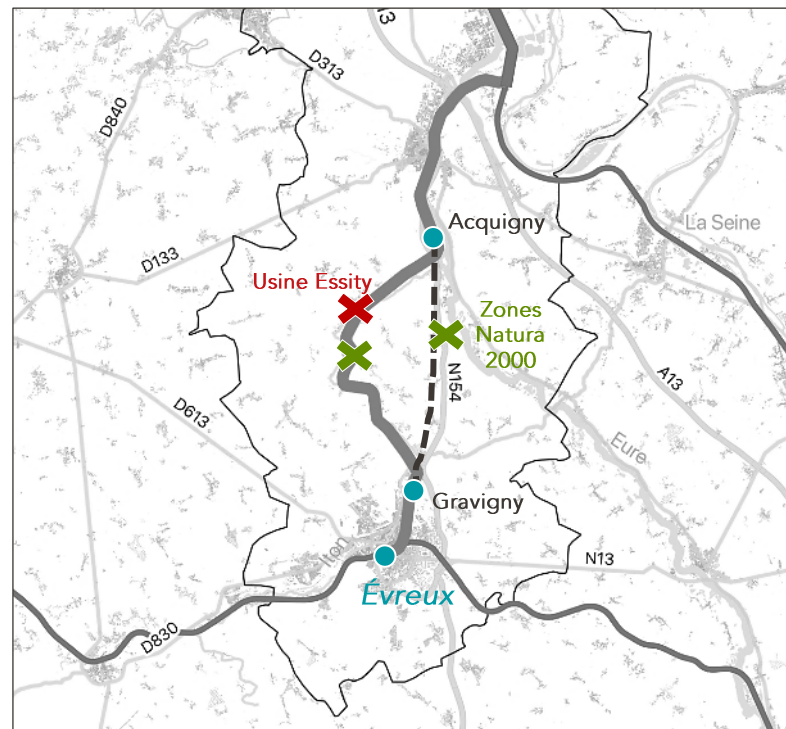 13
D313
D840
Acquigny
La Seine
D133
Usine Essity
Zones
Natura
2000
N154
A13
D613
Eure
Gravigny
Iton
N13
Évreux
D830